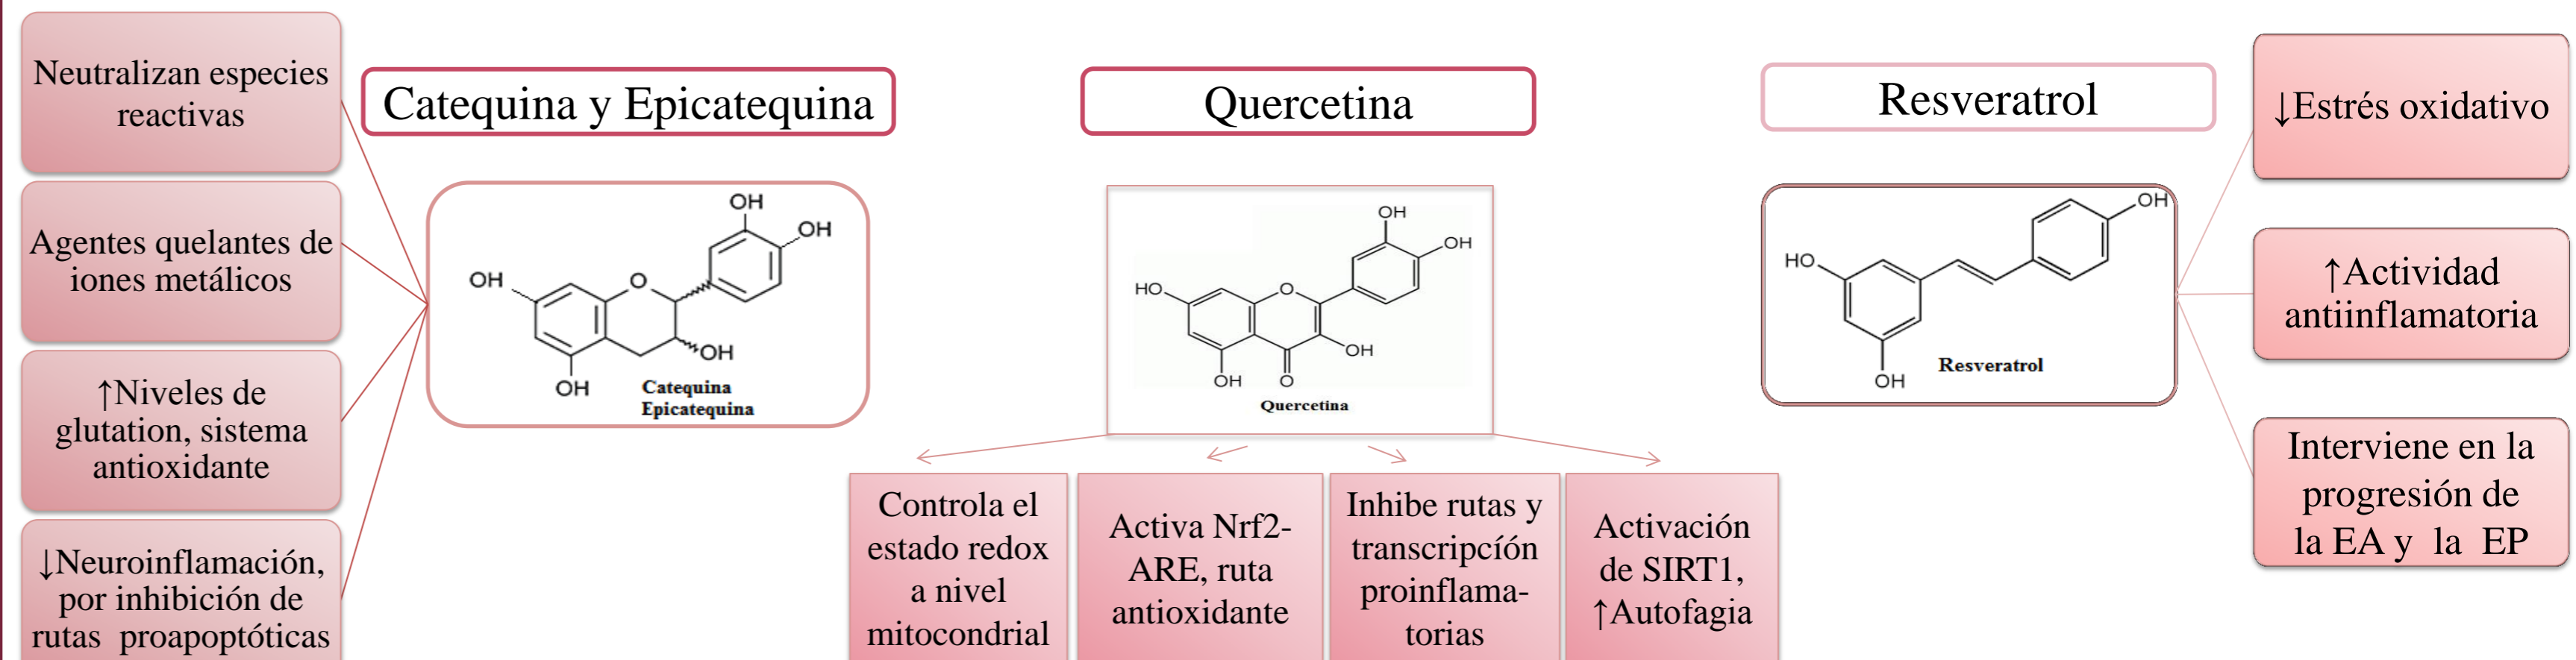 Neutralizan especies
reactivas
Agentes quelantes de
iones metálicos
↑Niveles de
glutation, sistema
antioxidante
↓Neuroinflamación,
por inhibición de
rutas proapoptóticas
Catequina y Epicatequina
OH
OH
OH
O
OH
OH
Catequina
Epicatequina
Quercetina
OH
OH
HO
O
OH
OH
O
Quercetina
Controla el
estado redox
a nivel
mitocondrial
Activa Nrf2-
ARE, ruta
antioxidante
Inhibe rutas y
transcripcíón
proinflama-
torias
Activación
de SIRT1,
↑Autofagia
Resveratrol
OH
HO
OH
Resveratrol
↓Estrés oxidativo
↑Actividad
antiinflamatoria
Interviene en la
progresión de
la EA y la EP